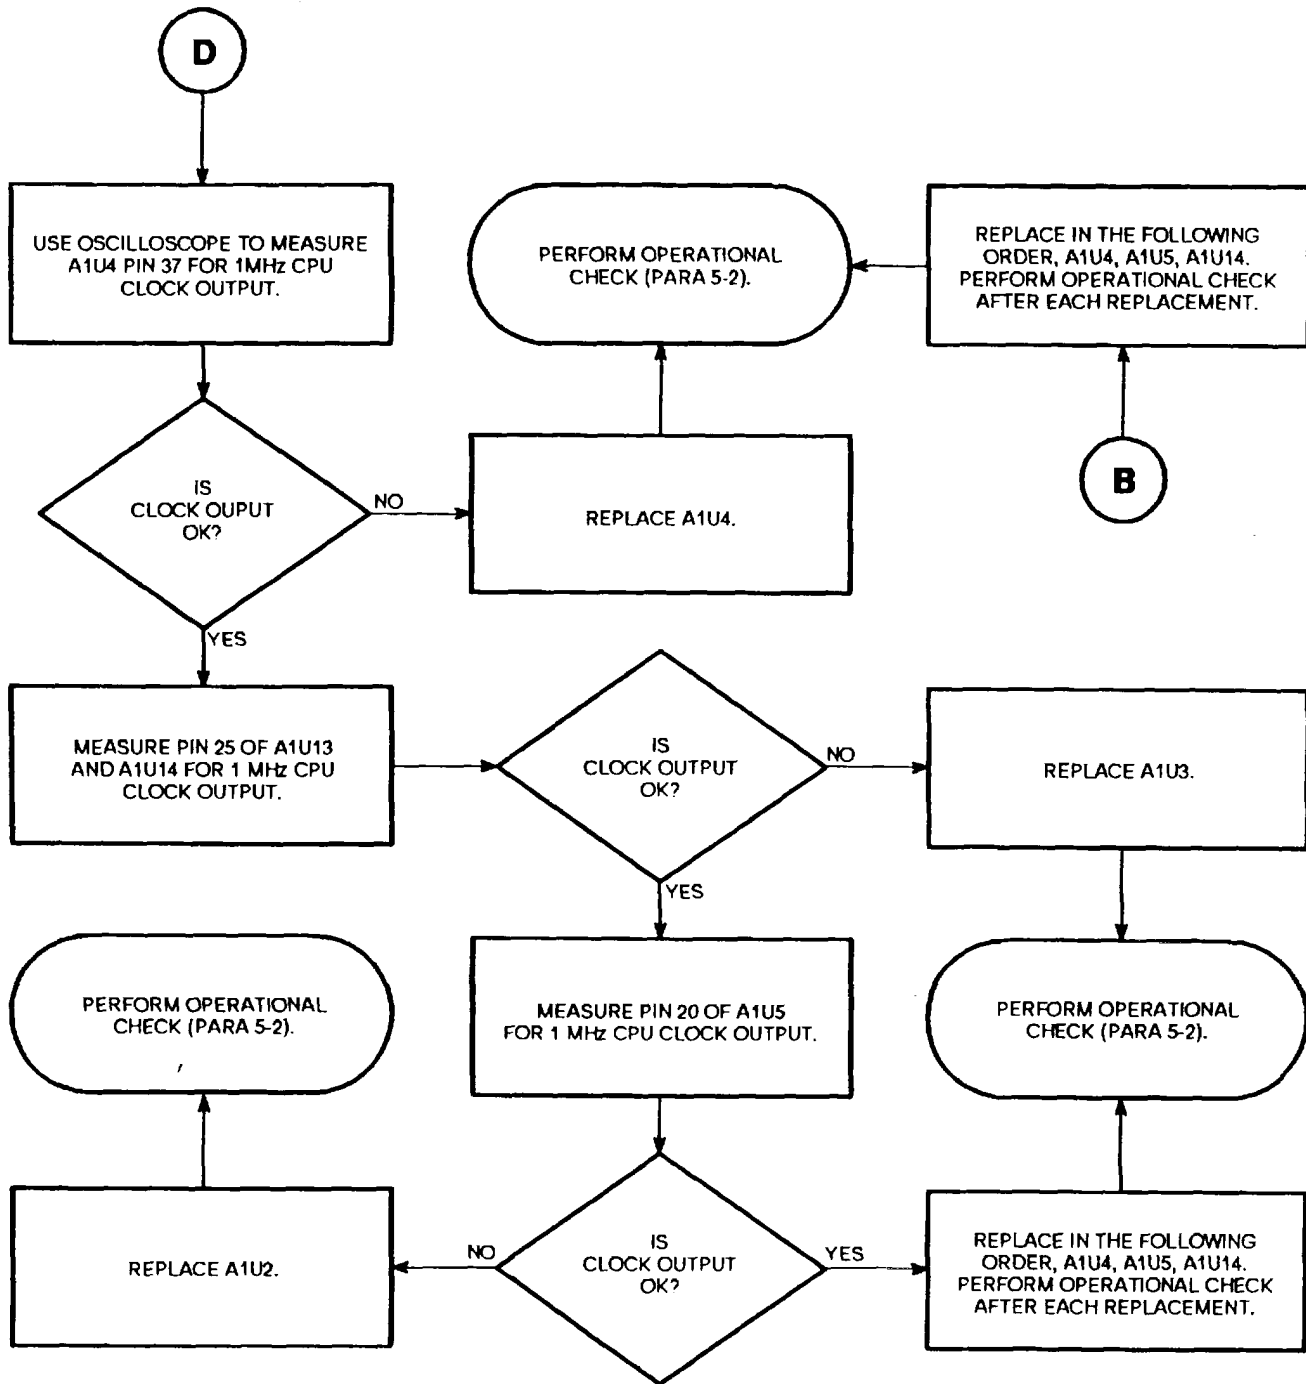 D
USE OSCILLOSCOPE TO MEASURE
A1U4 PIN 37 FOR 1MHz CPU
CLOCK OUTPUT.
PERFORM OPERATIONAL
CHECK (PARA 5-2).
REPLACE IN THE FOLLOWING
ORDER, A1U4, A1U5, A1U14.
PERFORM OPERATIONAL CHECK
AFTER EACH REPLACEMENT.
B
IS
CLOCK OUPUT
OK?
NO
REPLACE A1U4.
YES
MEASURE PIN 25 OF A1U13
AND A1U14 FOR 1 MHz CPU
CLOCK OUTPUT.
IS
CLOCK OUTPUT
OK?
NO
REPLACE A1U3.
YES
PERFORM OPERATIONAL
CHECK (PARA 5-2).
MEASURE PIN 20 OF A1U5
FOR 1 MHz CPU CLOCK OUTPUT.
PERFORM OPERATIONAL
CHECK (PARA 5-2).
REPLACE A1U2.
NO
IS
CLOCK OUTPUT
OK?
YES
REPLACE IN THE FOLLOWING
ORDER, A1U4, A1U5, A1U14.
PERFORM OPERATIONAL CHECK
AFTER EACH REPLACEMENT.